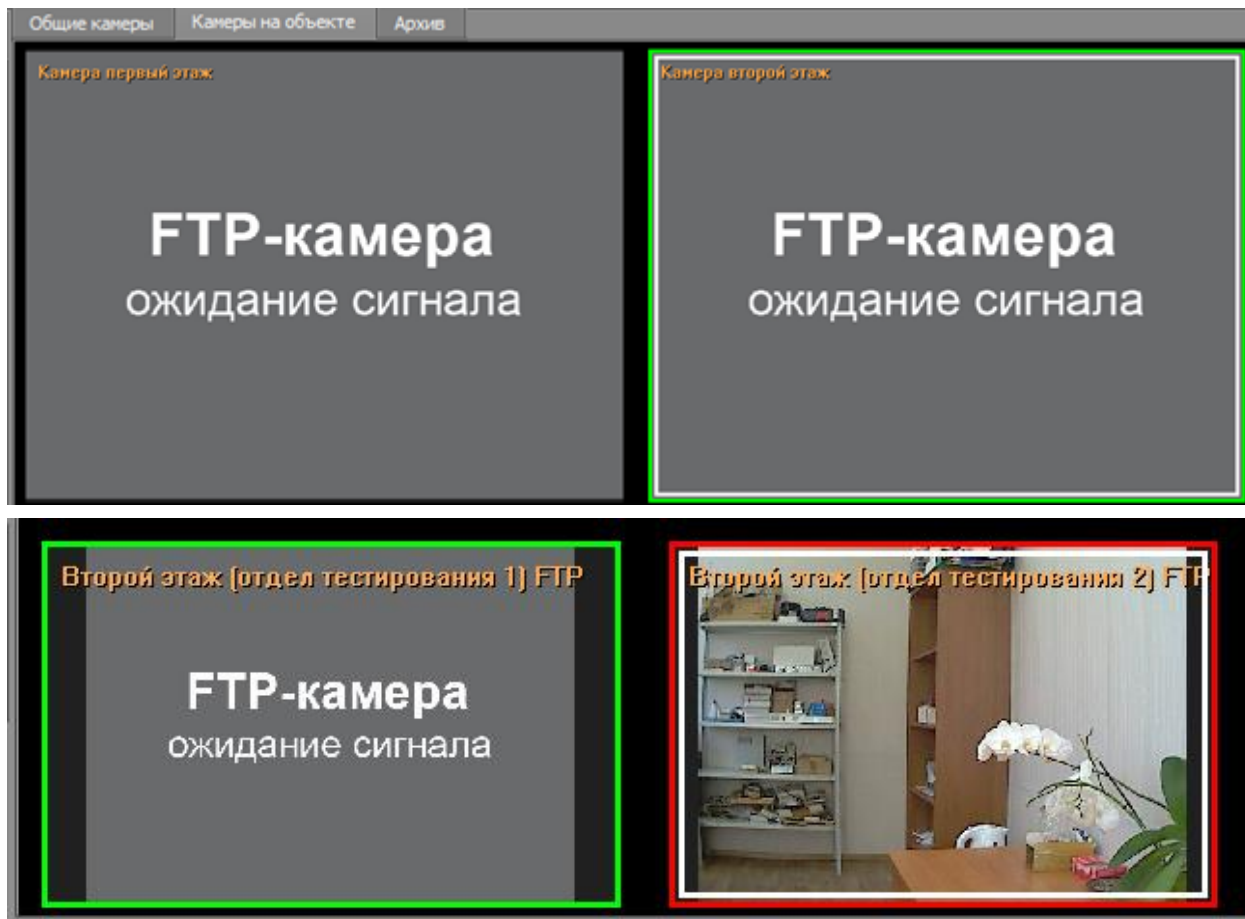 Общие камеры Камеры на объекте Архив
Камера первый этаж Камера второй этаж
FTP-камера FTP-камера
ожидание сигнала ожидание сигнала
Второй этаж (отдел тестирования 1) FTP Второй этаж (отдел тестирования 2) FTP
FTP-камера
ожидание сигнала